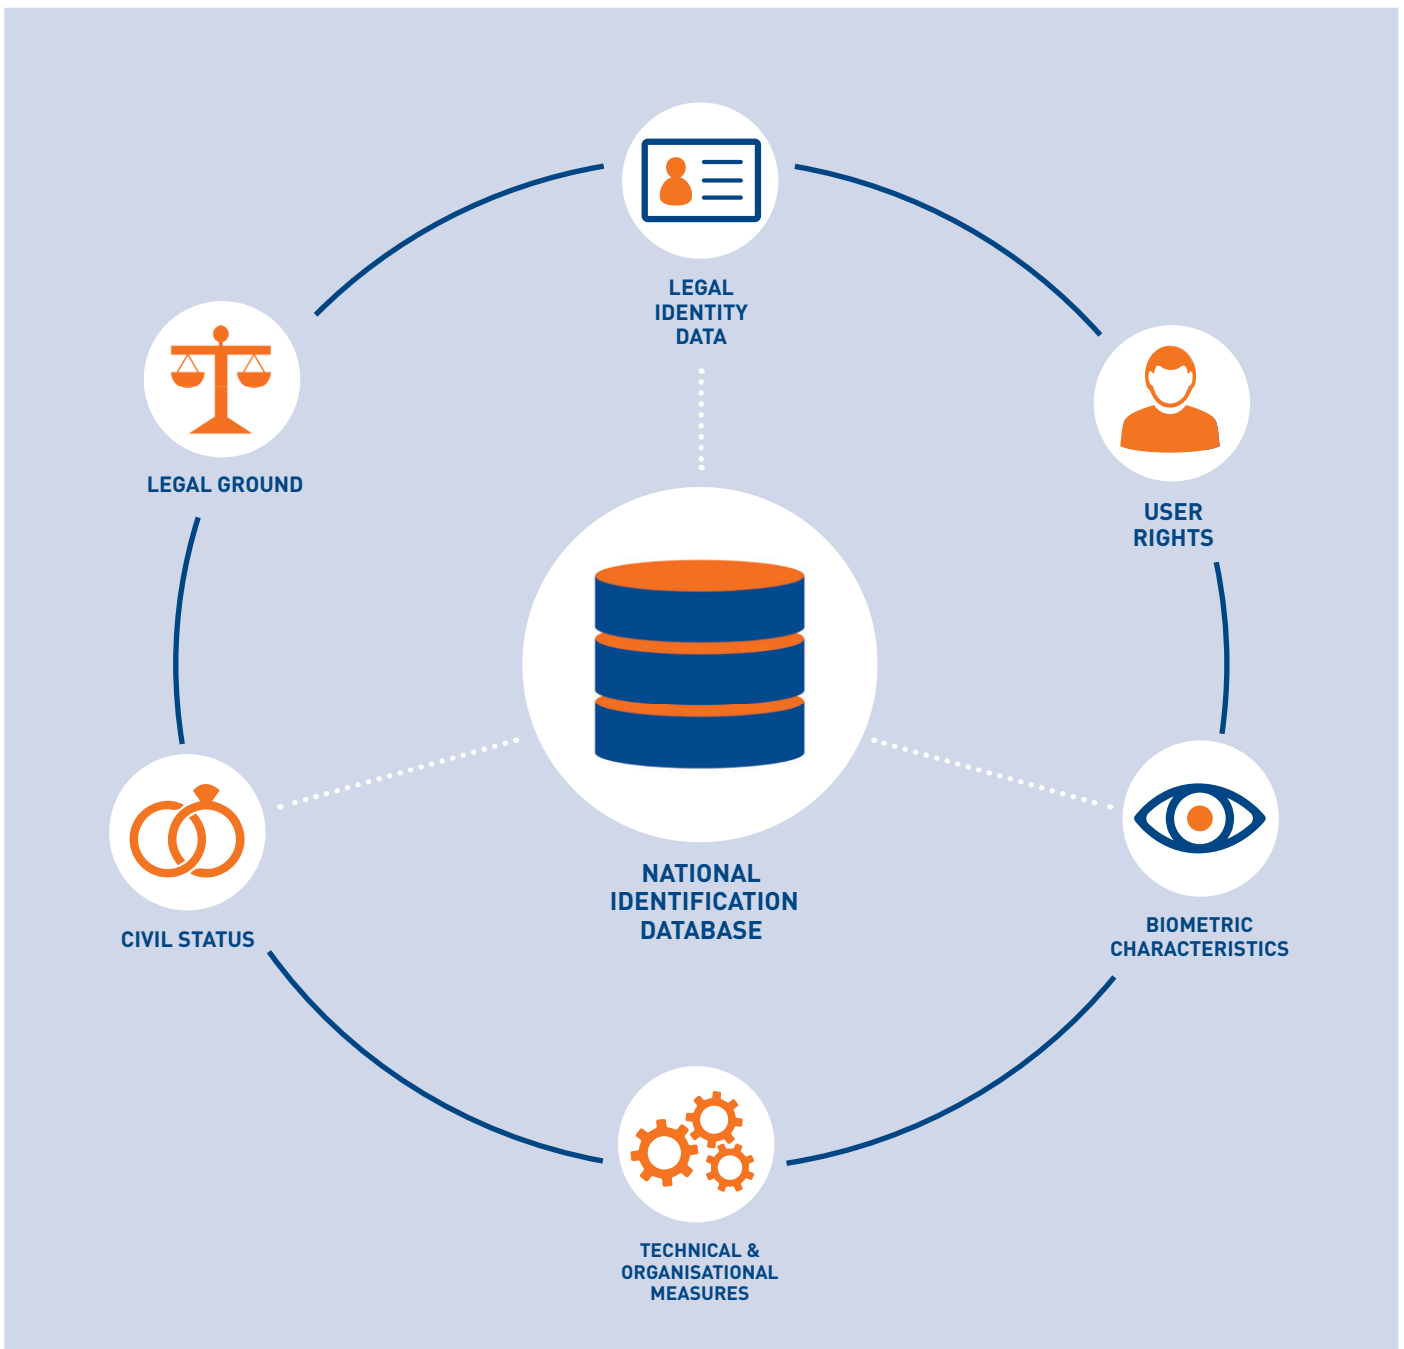 LEGAL
IDENTITY
DATA
LEGAL GROUND
USER
RIGHTS
NATIONAL
IDENTIFICATION
DATABASE
CIVIL STATUS
BIOMETRIC
CHARACTERISTICS
TECHNICAL &
ORGANISATIONAL
MEASURES